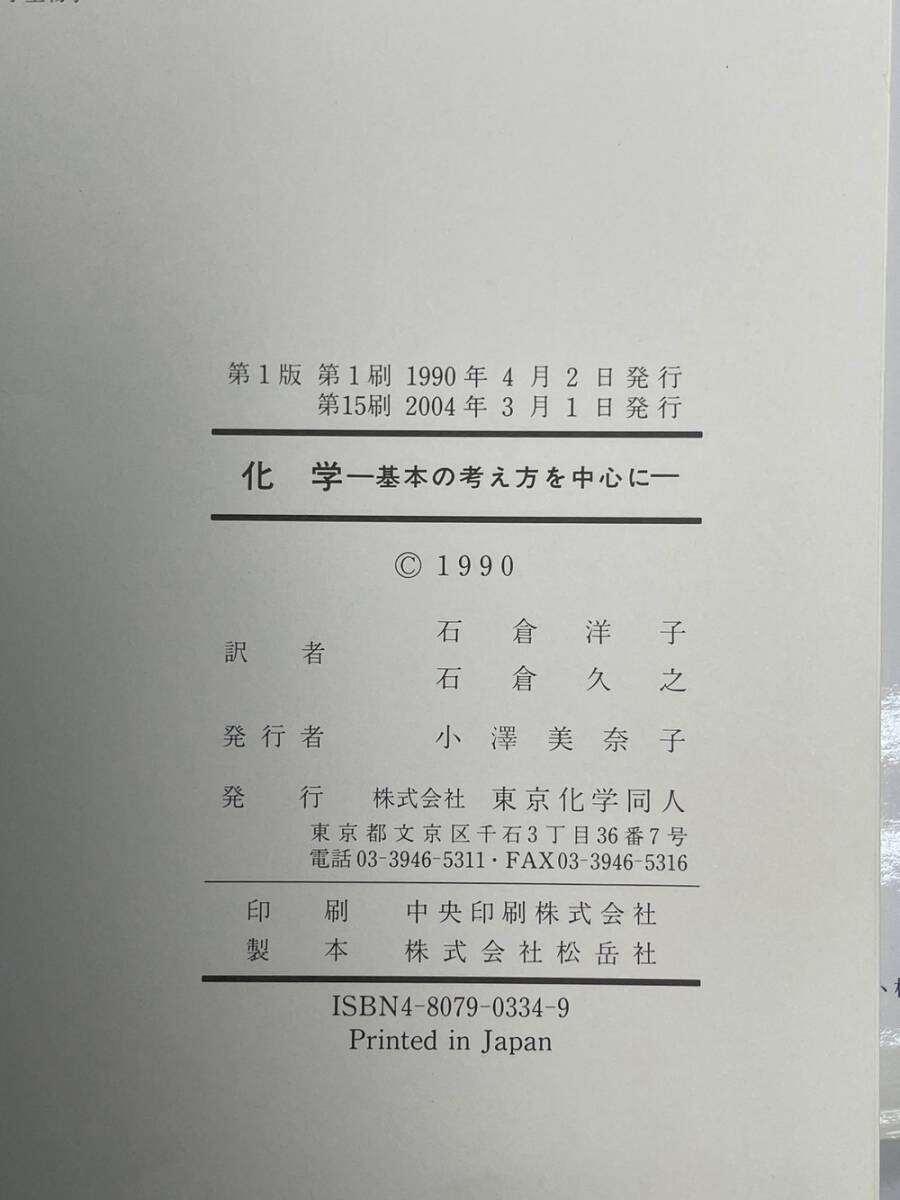 第1版 第1刷 1990年 4月2日発行
第15刷 2004年 3月1日発行
化学―基本の考え方を中心に―
© 1990
訳者
石倉洋子
石倉久之
発行者 小澤美奈子
発行 株式会社 東京化学同人
東京都文京区千石3丁目36番7号
電話03-3946-5311・FAX03-3946-5316
印刷 中央印刷株式会社
製本 株式会社松岳社
ISBN4-8079-0334-9
Printed in Japan